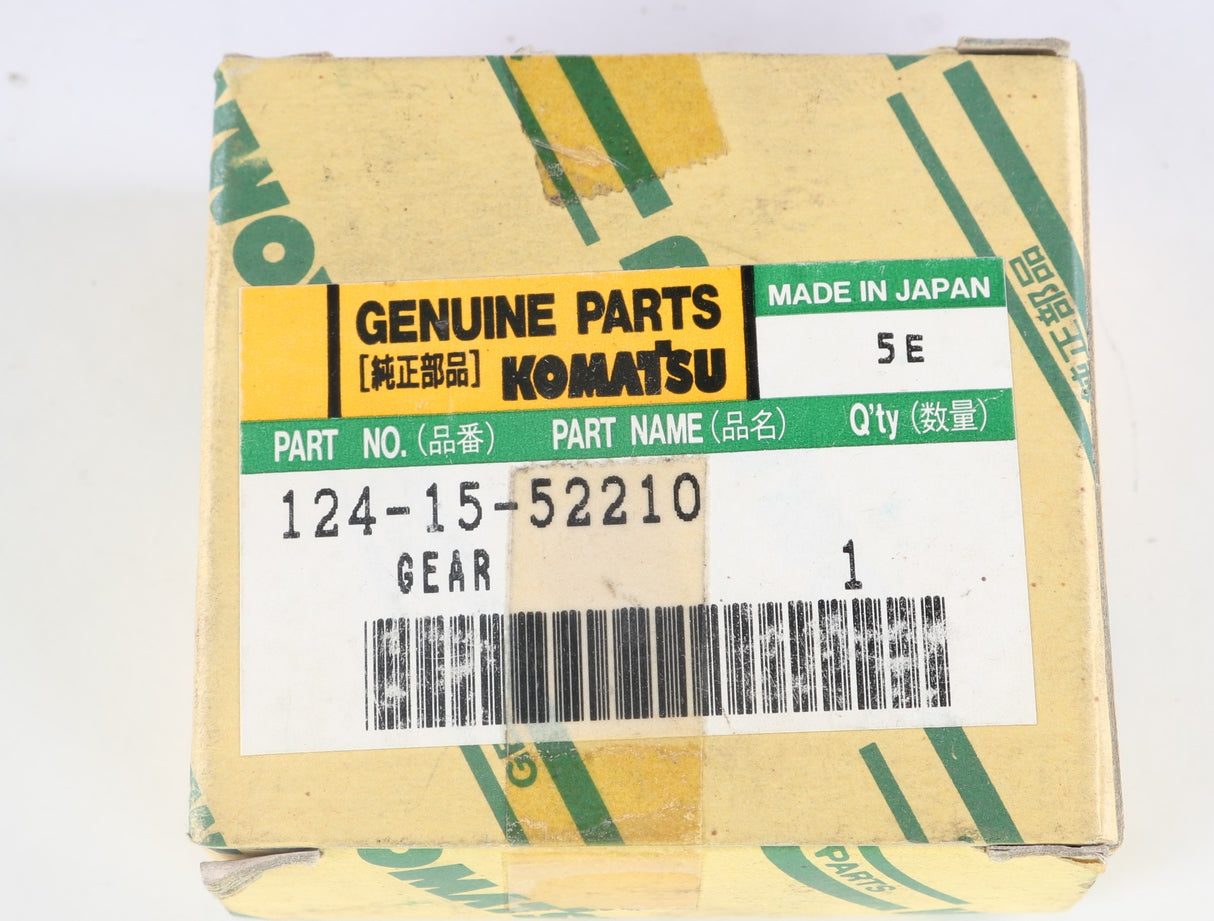 GENUINE PARTS
[純正部品] KOMATSU
MADE IN JAPAN
5E
PART NO. (品番) PART NAME (品名) Q'ty (数量)
124-15-52210
GEAR 1
純正部品
PARTS